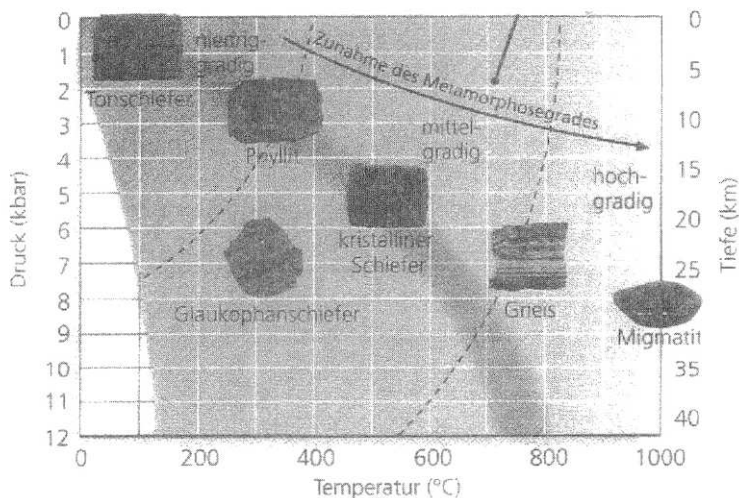 0
1
2
3
4
5
6
7
8
9
10
11
12
Druck (kbar)
0
5
10
15
20
25
35
40
Tiefe (km)
0
200
400
600
800
1000
Temperatur (°C)
niedrig-
gradig
Zunahme des Metamorphosegrades
mittel-
gradig
hoch-
gradig
Tonschiefer
Phyllit
kristalliner
Schiefer
Glaukophanschiefer
Gneis
Migmatit